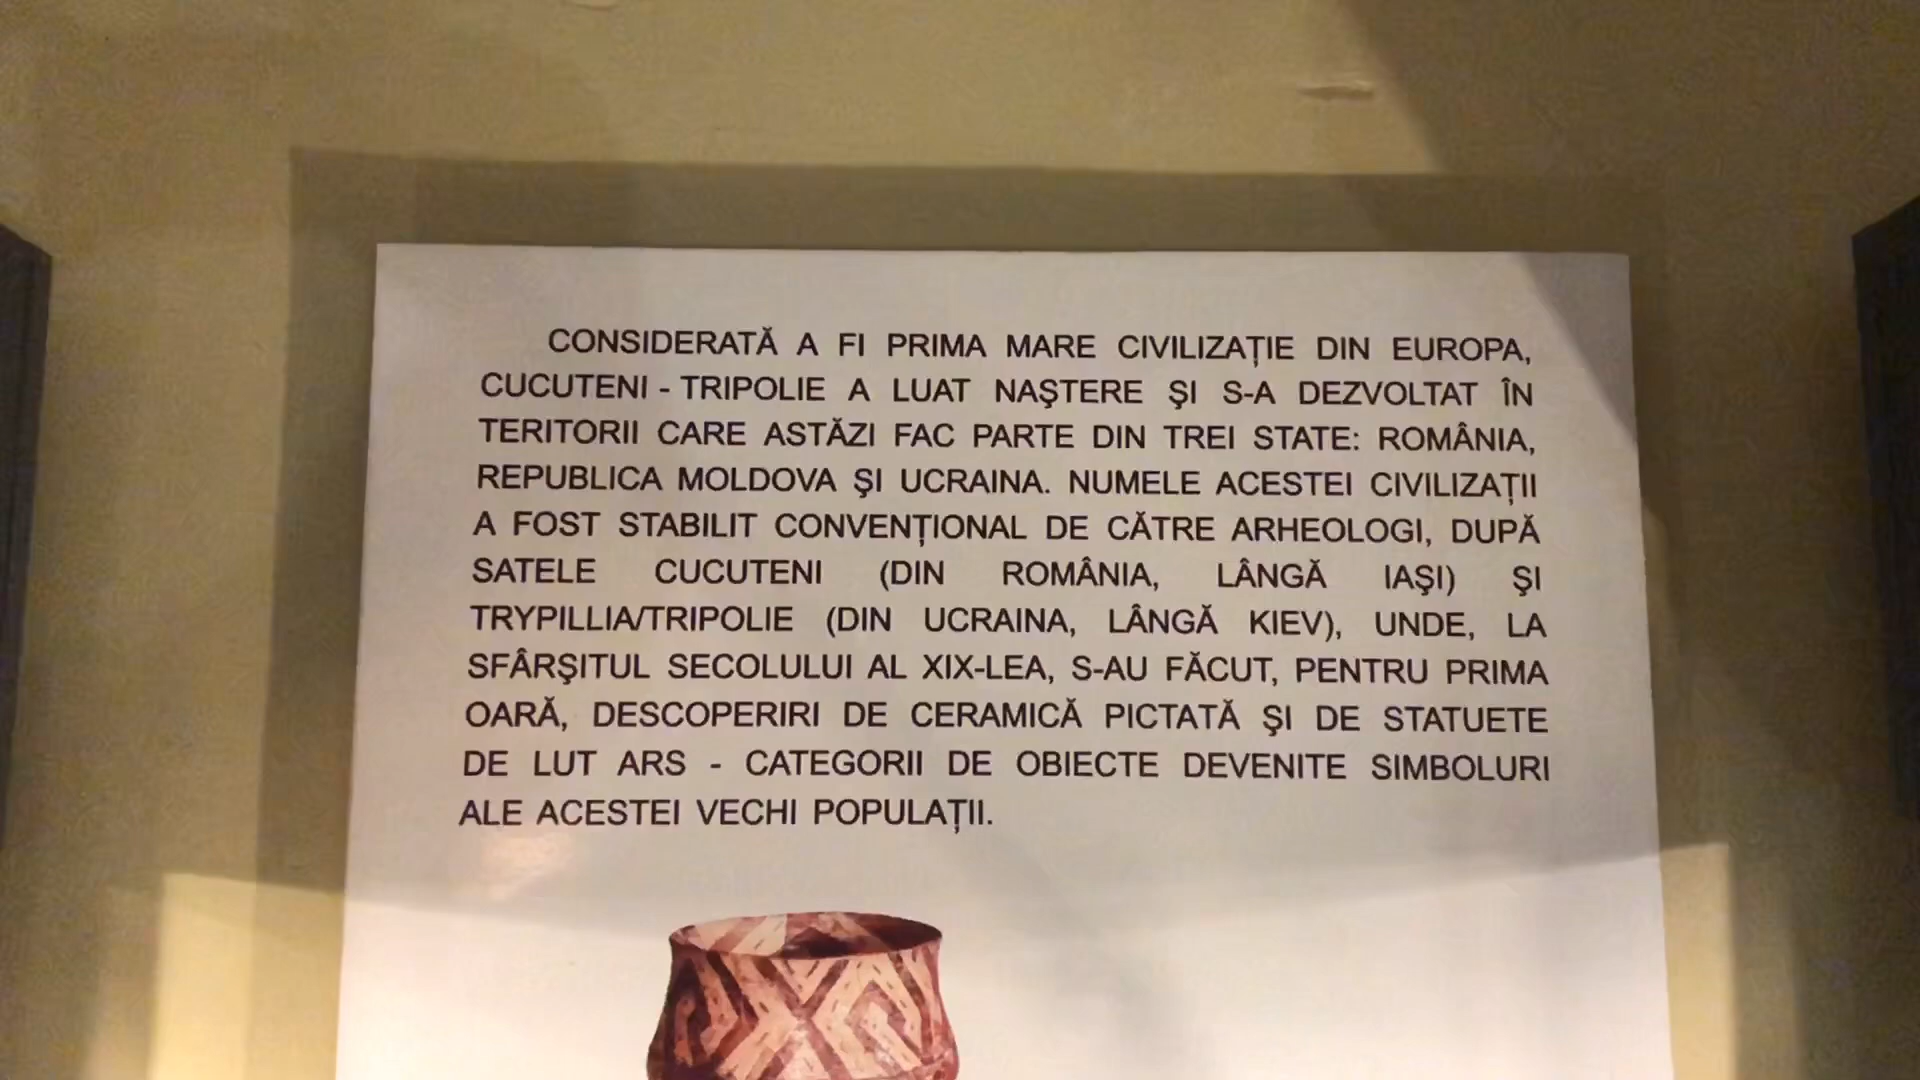 CONSIDERATĂ A FI PRIMA MARE CIVILIZAŢIE DIN EUROPA,
CUCUTENI - TRIPOLIE A LUAT NAŞTERE ŞI S-A DEZVOLTAT ÎN
TERITORII CARE ASTĂZI FAC PARTE DIN TREI STATE: ROMÂNIA,
REPUBLICA MOLDOVA ŞI UCRAINA. NUMELE ACESTEI CIVILIZAŢII
A FOST STABILIT CONVENŢIONAL DE CĂTRE ARHEOLOGI, DUPĂ
SATELE CUCUTENI (DIN ROMÂNIA, LÂNGĂ IAŞI) ŞI
TRYPILLIA/TRIPOLIE (DIN UCRAINA, LÂNGĂ KIEV), UNDE, LA
SFÂRŞITUL SECOLULUI AL XIX-LEA, S-AU FĂCUT, PENTRU PRIMA
OARĂ, DESCOPERIRI DE CERAMICĂ PICTATĂ ŞI DE STATUETE
DE LUT ARS - CATEGORII DE OBIECTE DEVENITE SIMBOLURI
ALE ACESTEI VECHI POPULAŢII.